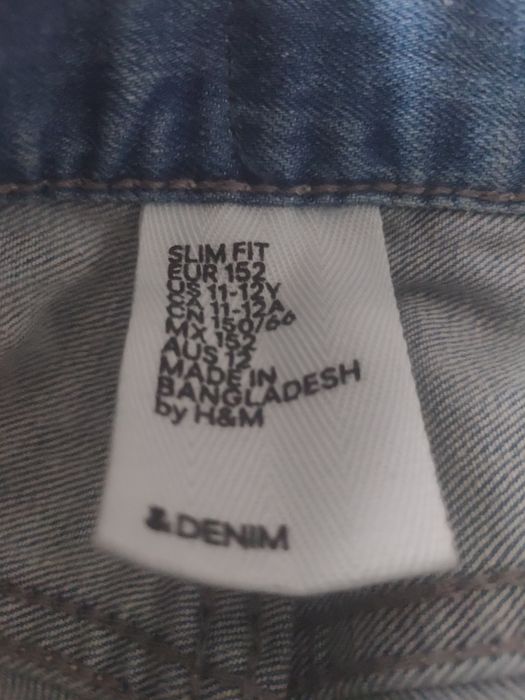 SLIM FIT
EUR 152
US 11-12Y
CA 11-12A
CN 150/66
MX 152
AUS 12
MADE IN
BANGLADESH
by H&M
&DENIM